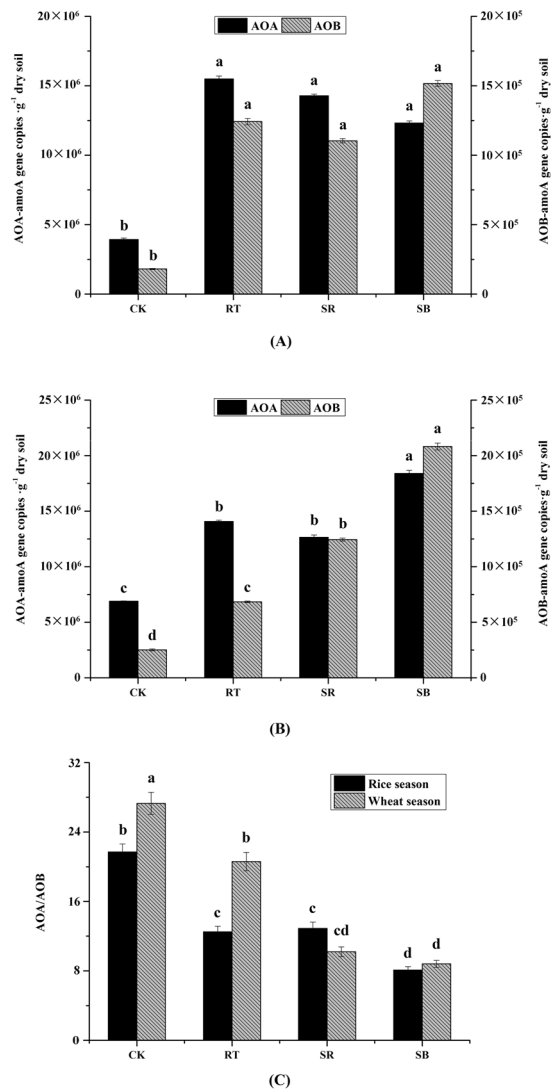 AOA AOB
20×10⁶
15×10⁶
10×10⁶
5×10⁶
0
AOA-amoA gene copies ·g⁻¹ dry soil
20×10⁵
15×10⁵
10×10⁵
5×10⁵
0
AOB-amoA gene copies·g⁻¹ dry soil
b b a a a a a a
CK RT SR SB
(A)
AOA AOB
25×10⁶
20×10⁶
15×10⁶
10×10⁶
5×10⁶
0
AOA-amoA gene copies ·g⁻¹ dry soil
25×10⁵
20×10⁵
15×10⁵
10×10⁵
5×10⁵
0
AOB-amoA gene copies·g⁻¹ dry soil
c d b c b b a a
CK RT SR SB
(B)
Rice season
Wheat season
32
24
16
8
0
AOA/AOB
b a c b c cd d d
CK RT SR SB
(C)